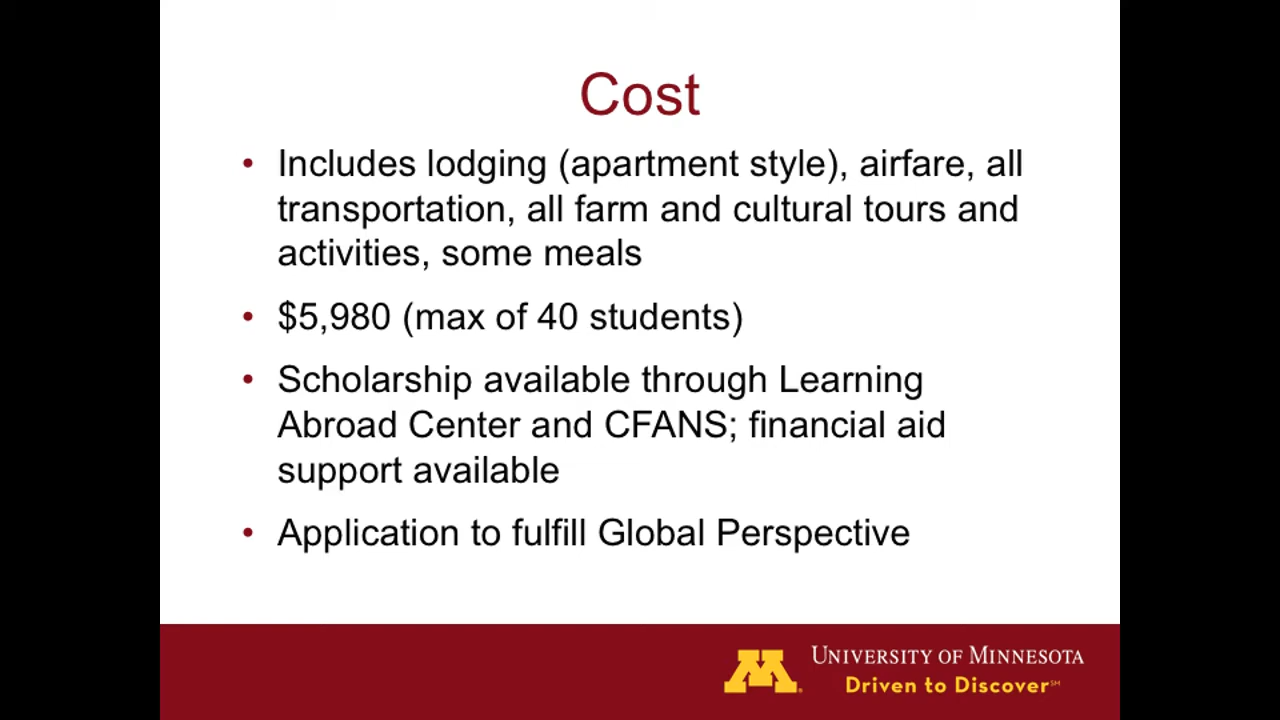 Cost
• Includes lodging (apartment style), airfare, all
transportation, all farm and cultural tours and
activities, some meals
• $5,980 (max of 40 students)
• Scholarship available through Learning
Abroad Center and CFANS; financial aid
support available
• Application to fulfill Global Perspective
M
UNIVERSITY OF MINNESOTA
Driven to Discover℠